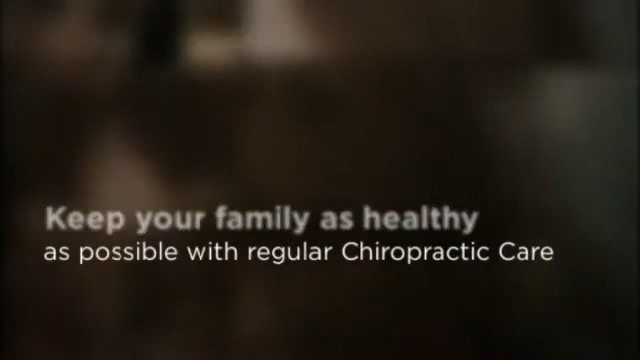 Keep your family as healthy
as possible with regular Chiropractic Care